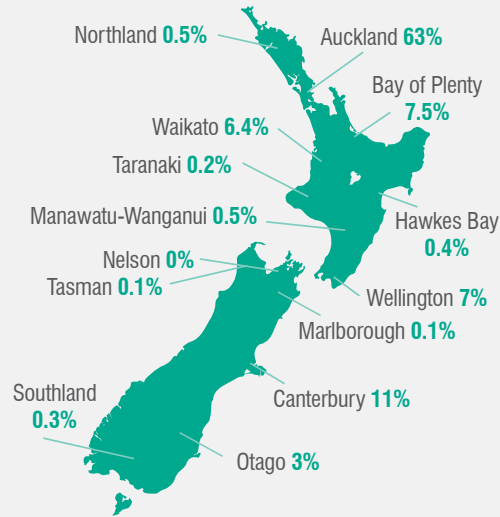 Northland 0.5%
Auckland 63%
Bay of Plenty
7.5%
Waikato 6.4%
Taranaki 0.2%
Manawatu-Wanganui 0.5%
Hawkes Bay
0.4%
Nelson 0%
Tasman 0.1%
Wellington 7%
Marlborough 0.1%
Canterbury 11%
Southland
0.3%
Otago 3%